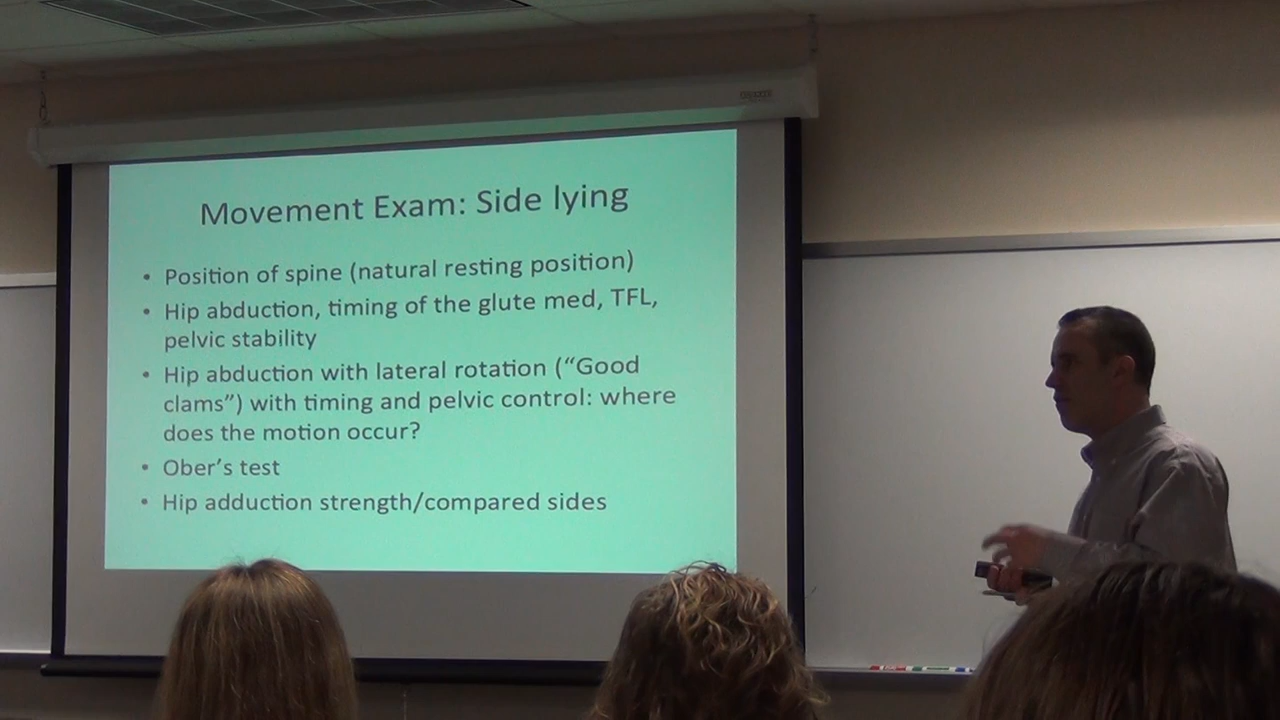 Movement Exam: Side lying
• Position of spine (natural resting position)
• Hip abduction, timing of the glute med, TFL,
pelvic stability
• Hip abduction with lateral rotation (“Good
clams”) with timing and pelvic control: where
does the motion occur?
• Ober’s test
• Hip adduction strength/compared sides